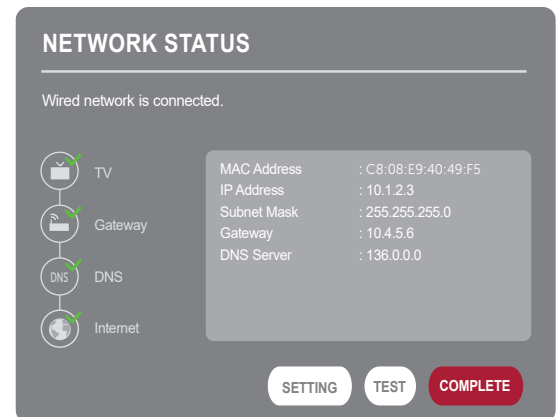 NETWORK STATUS
Wired network is connected.
TV
Gateway
DNS DNS
Internet
MAC Address : C8:08:E9:40:49:F5
IP Address : 10.1.2.3
Subnet Mask : 255.255.255.0
Gateway : 10.4.5.6
DNS Server : 136.0.0.0
SETTING TEST COMPLETE